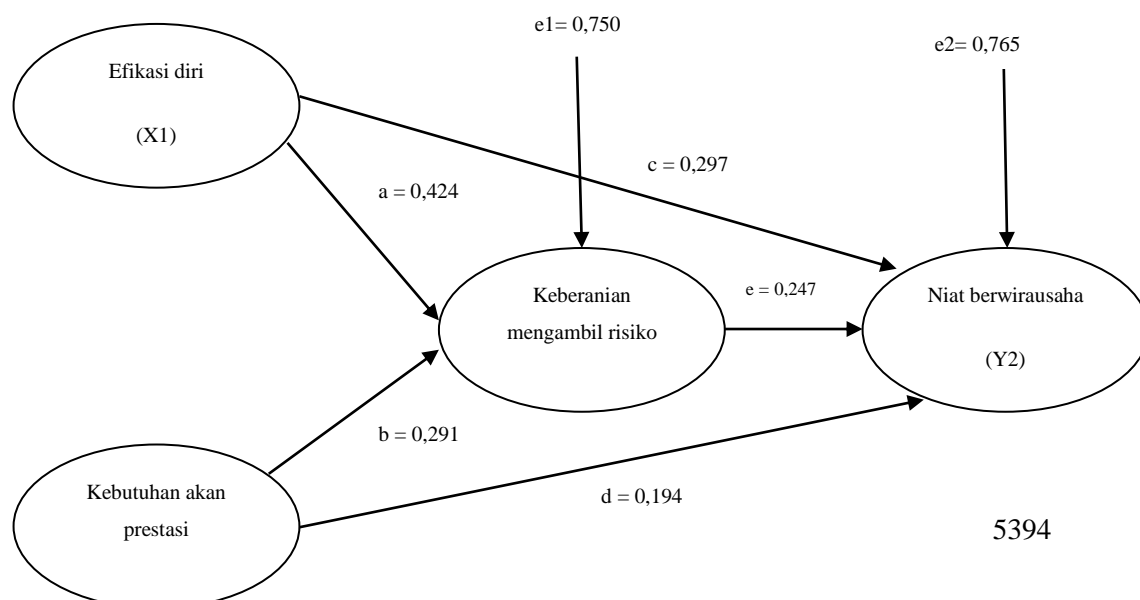 e1= 0,750
e2= 0,765
Efikasi diri
(X1)
c = 0,297
a = 0,424
Keberanian
mengambil risiko
e = 0,247
Niat berwirausaha
(Y2)
b = 0,291
Kebutuhan akan
prestasi
d = 0,194
5394